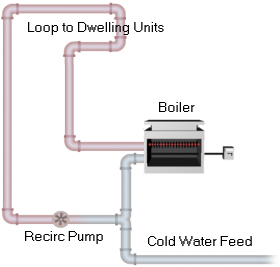 Loop to Dwelling Units
Boiler
Recirc Pump
Cold Water Feed